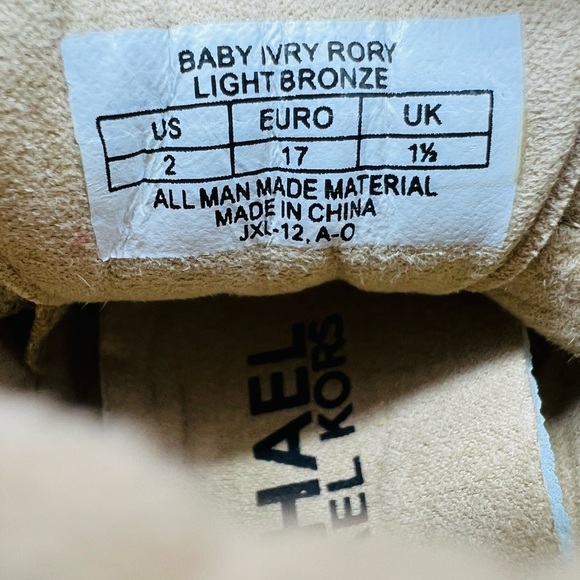 BABY IVRY RORY
LIGHT BRONZE
US EURO UK
2 17 1½
ALL MAN MADE MATERIAL
MADE IN CHINA
JXL-12, A-O
HAEL
EL KORS